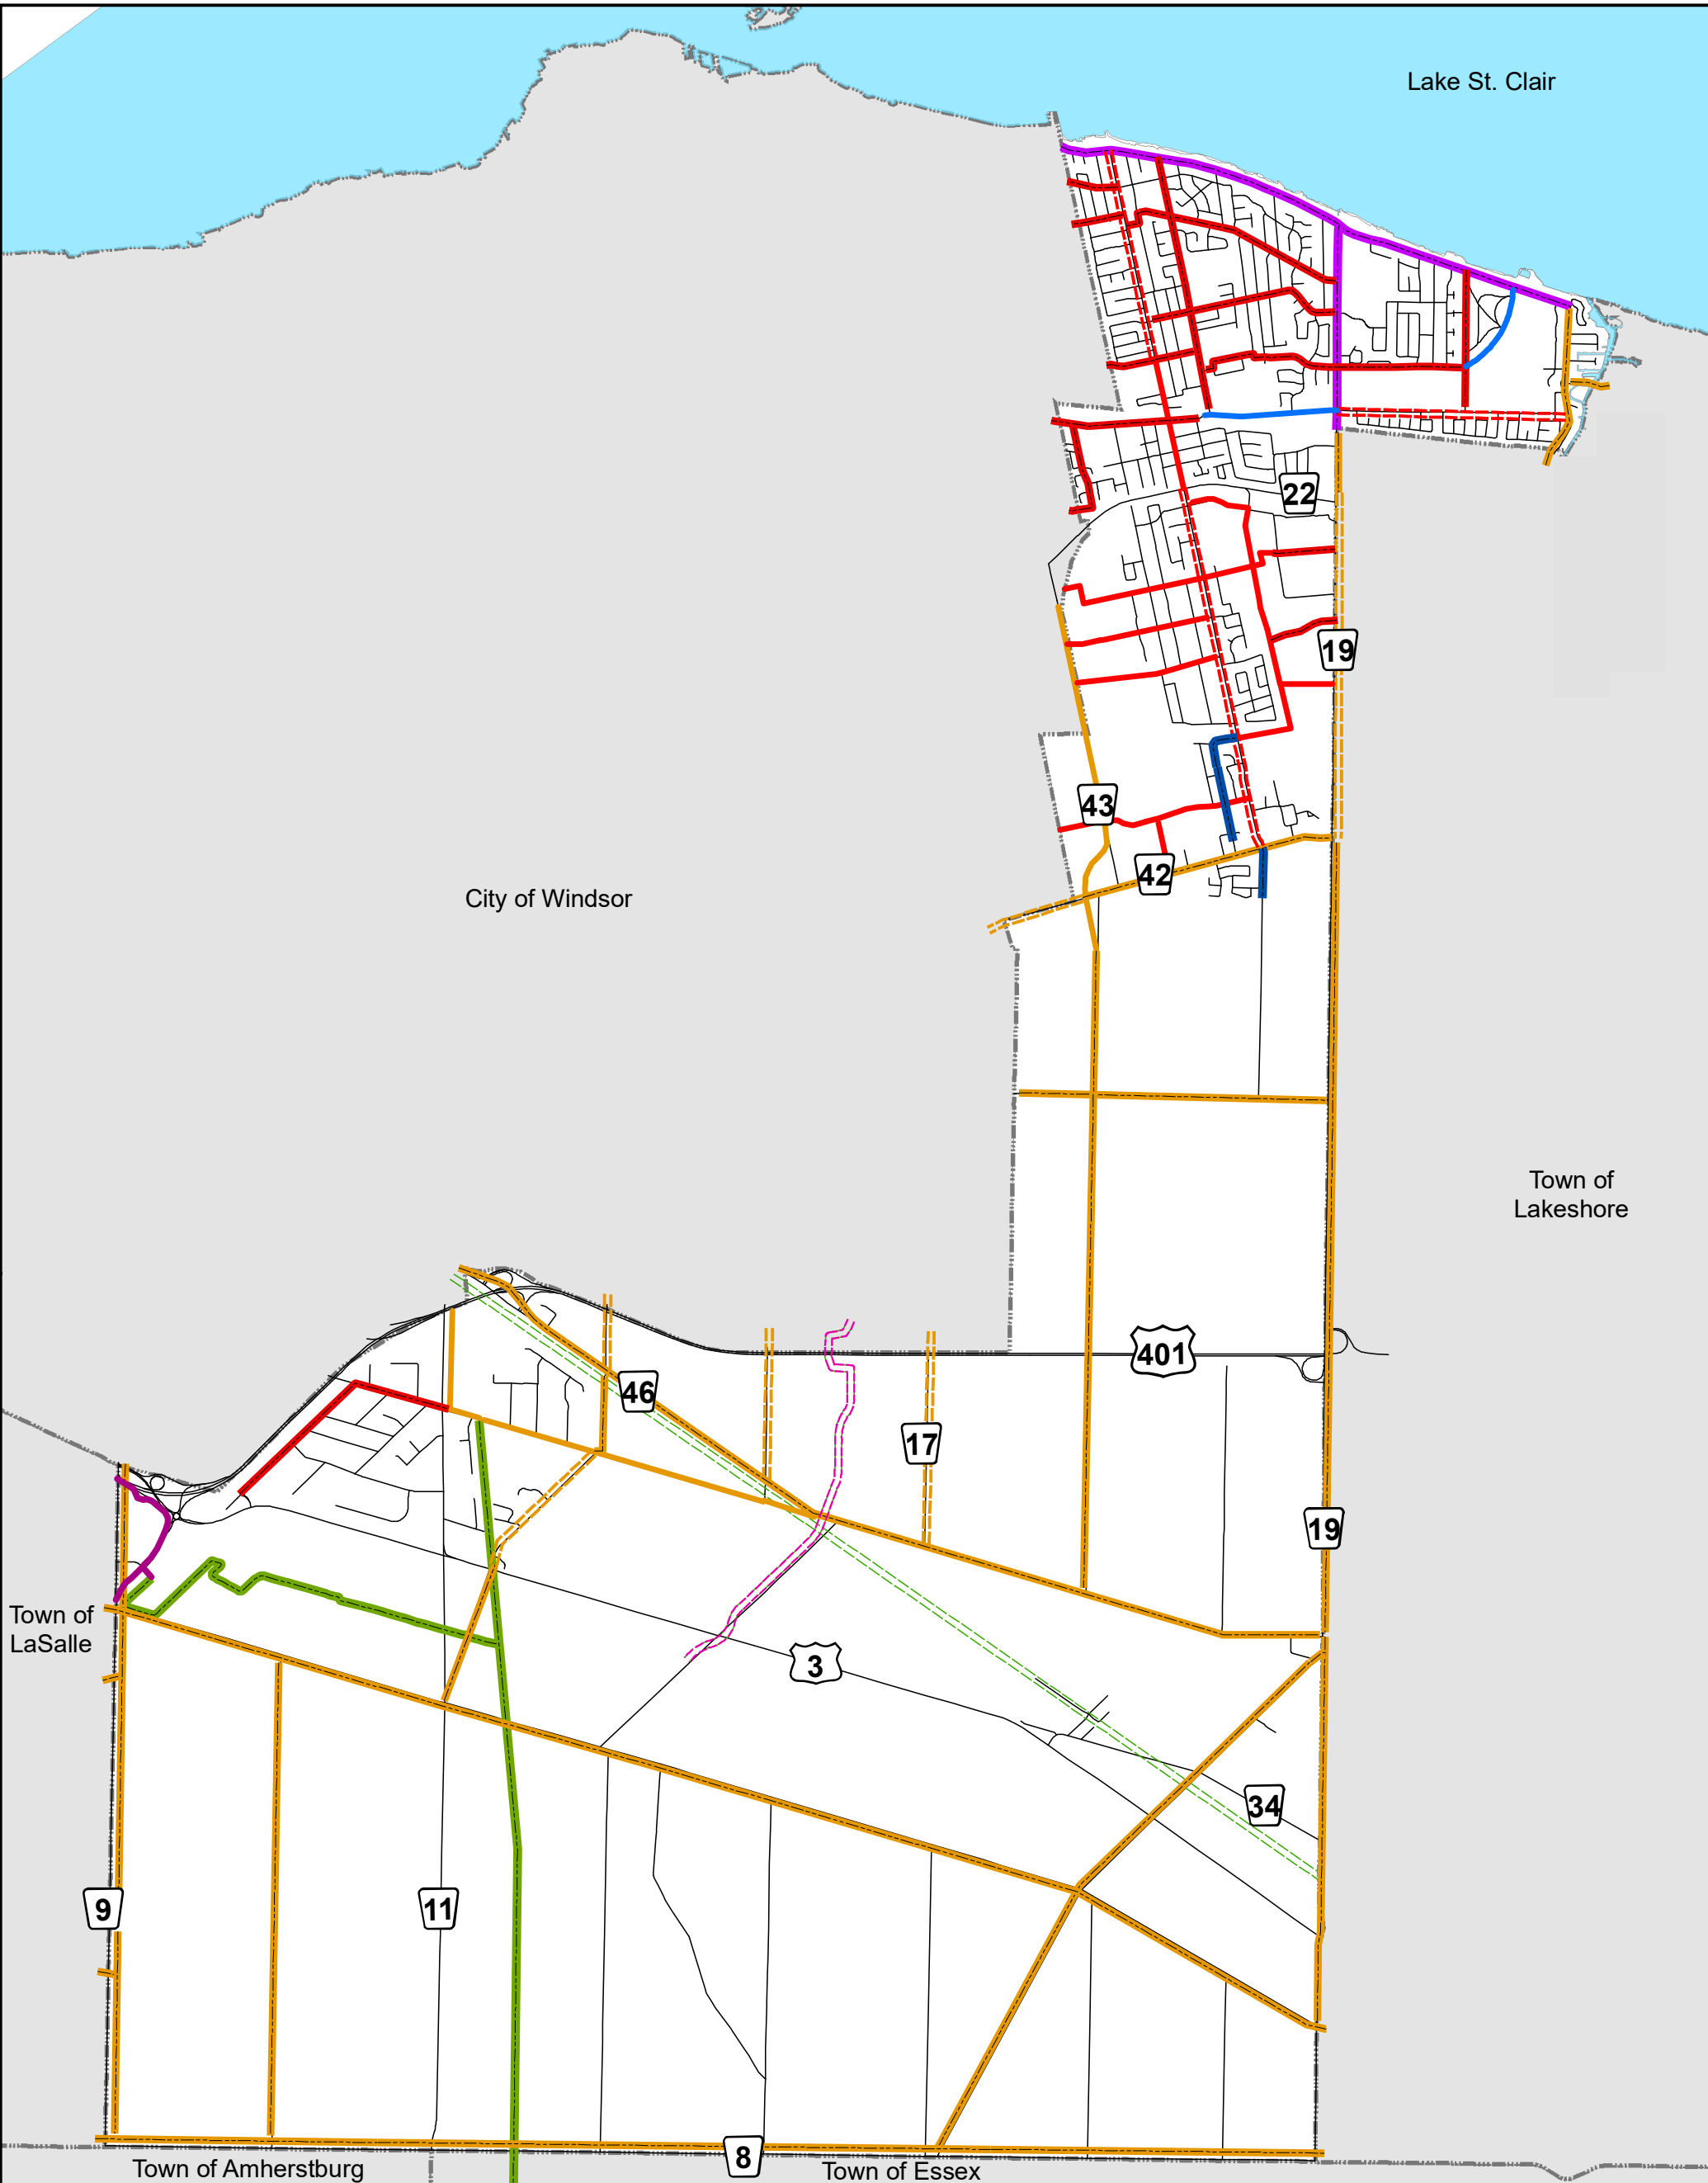 Lake St. Clair
22
19
43
42
City of Windsor
Town of
Lakeshore
401
46
17
19
Town of
LaSalle
3
34
9
11
8
Town of Amherstburg
Town of Essex